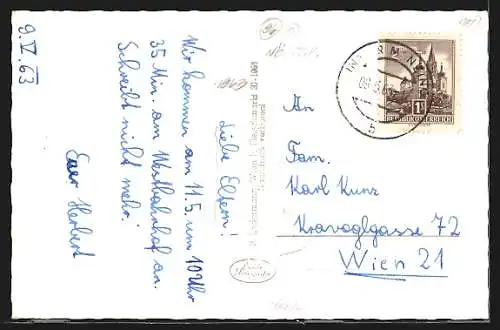 9.V.63
Liebe Eltern!
Wir kommen am 11.5. um 10 Uhr
35 Min. am Westbahnhof an.
Schreibt nicht mehr.
Euer Herbert
An
Fam.
Karl Kunz
Kravoglgasse 72
Wien 21
1S
REPUBLIK ÖSTERREICH
b